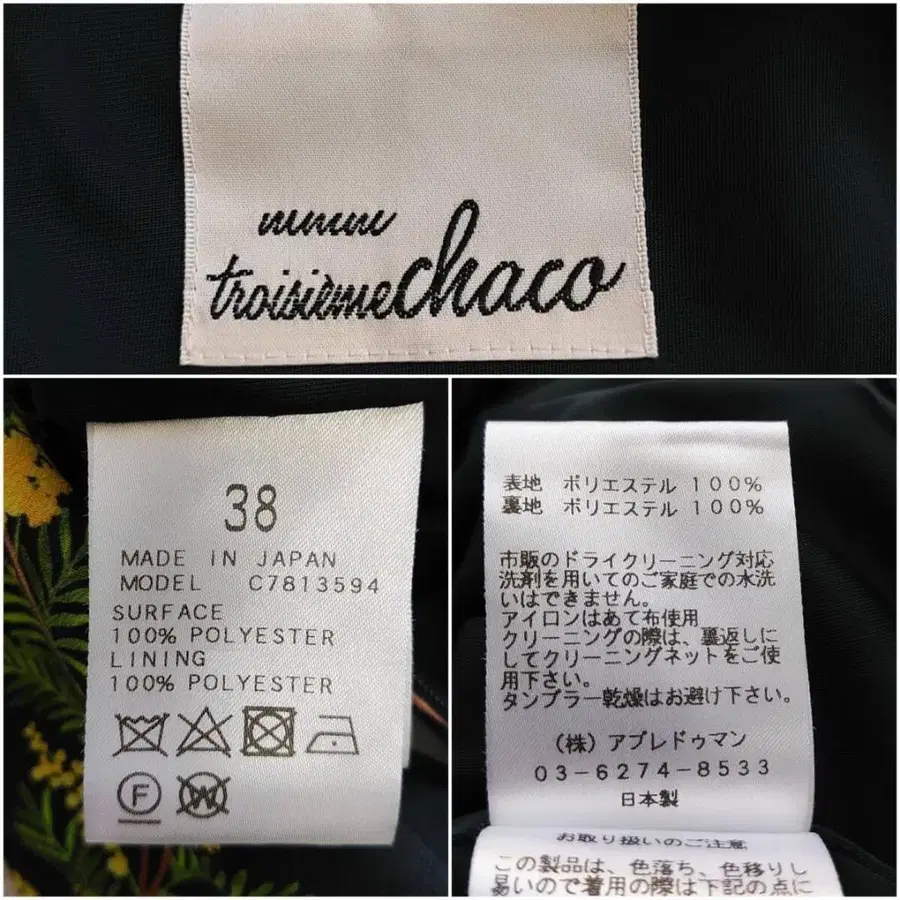 mmm
troisièmechaco
38
MADE IN JAPAN
MODEL C7813594
SURFACE
100% POLYESTER
LINING
100% POLYESTER
F
W
表地 ポリエステル 100%
裏地 ポリエステル 100%
市販のドライクリーニング対応
洗剤を用いてのご家庭での水洗
いはできません。
アイロンはあて布使用
クリーニングの際は、裏返しに
してクリーニングネットをご使
用下さい。
タンブラー乾燥はお避け下さい。
(株) アプレドゥマン
03-6274-8533
日本製
お取り扱いのご注意
この製品は、色落ち、色移りし
易いので着用の際は下記の点に